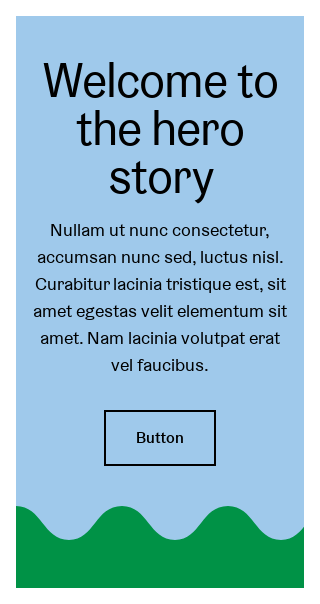 Welcome to
the hero
story
Nullam ut nunc consectetur,
accumsan nunc sed, luctus nisl.
Curabitur lacinia tristique est, sit
amet egestas velit elementum sit
amet. Nam lacinia volutpat erat
vel faucibus.
Button